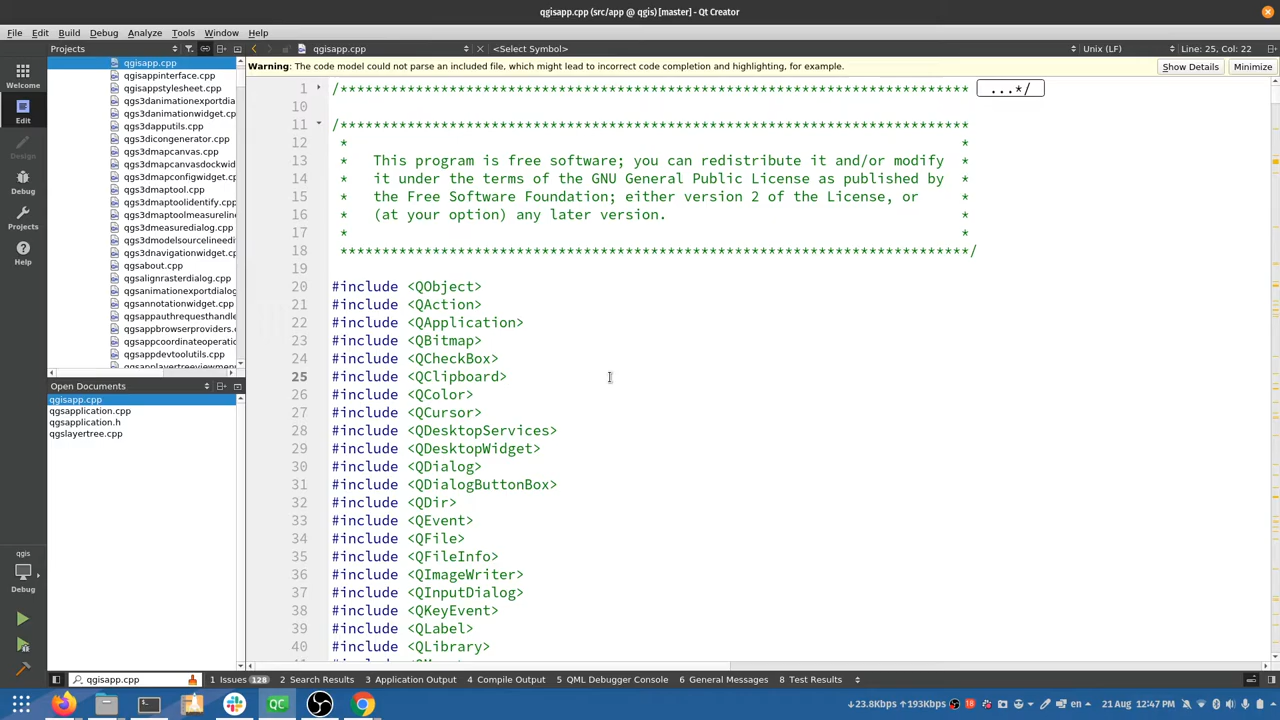 qgisapp.cpp (src/app @ qgis) [master] - Qt Creator
File Edit Build Debug Analyze Tools Window Help
Projects
qgisapp.cpp
<Select Symbol>
Unix (LF)
Line: 25, Col: 22
Warning: The code model could not parse an included file, which might lead to incorrect code completion and highlighting, for example.
Show Details
Minimize
Welcome
Edit
Design
Debug
Projects
Help
qgis
Debug
qgisapp.cpp
qgisappinterface.cpp
qgisappstylesheet.cpp
qgs3danimationexportdia
qgs3danimationwidget.cp
qgs3dapputils.cpp
qgs3dicongenerator.cpp
qgs3dmapcanvas.cpp
qgs3dmapcanvasdockwid
qgs3dmapconfigwidget.cp
qgs3dmaptool.cpp
qgs3dmaptoolidentify.cpp
qgs3dmaptoolmeasurelin
qgs3dmeasuredialog.cpp
qgs3dmodelsourcelineedi
qgs3dnavigationwidget.cp
qgsabout.cpp
qgsalignrasterdialog.cpp
qgsanimationexportdialog
qgsannotationwidget.cpp
qgsappauthrequesthandle
qgsappbrowserproviders.c
qgsappcoordinateoperatio
qgsappdevtoolutils.cpp
qgsapplayertreeviewmenu
Open Documents
qgisapp.cpp
qgsapplication.cpp
qgsapplication.h
qgslayertree.cpp
1 /*************************************************************************** ...*/
10
11 /***************************************************************************
12 * *
13 * This program is free software; you can redistribute it and/or modify *
14 * it under the terms of the GNU General Public License as published by *
15 * the Free Software Foundation; either version 2 of the License, or *
16 * (at your option) any later version. *
17 * *
18 ***************************************************************************/
19
20 #include <QObject>
21 #include <QAction>
22 #include <QApplication>
23 #include <QBitmap>
24 #include <QCheckBox>
25 #include <QClipboard>
26 #include <QColor>
27 #include <QCursor>
28 #include <QDesktopServices>
29 #include <QDesktopWidget>
30 #include <QDialog>
31 #include <QDialogButtonBox>
32 #include <QDir>
33 #include <QEvent>
34 #include <QFile>
35 #include <QFileInfo>
36 #include <QImageWriter>
37 #include <QInputDialog>
38 #include <QKeyEvent>
39 #include <QLabel>
40 #include <QLibrary>
qgisapp.cpp
1 Issues 128 2 Search Results 3 Application Output 4 Compile Output 5 QML Debugger Console 6 General Messages 8 Test Results
QC
↓23.8Kbps ↑193Kbps 18 en 21 Aug 12:47 PM